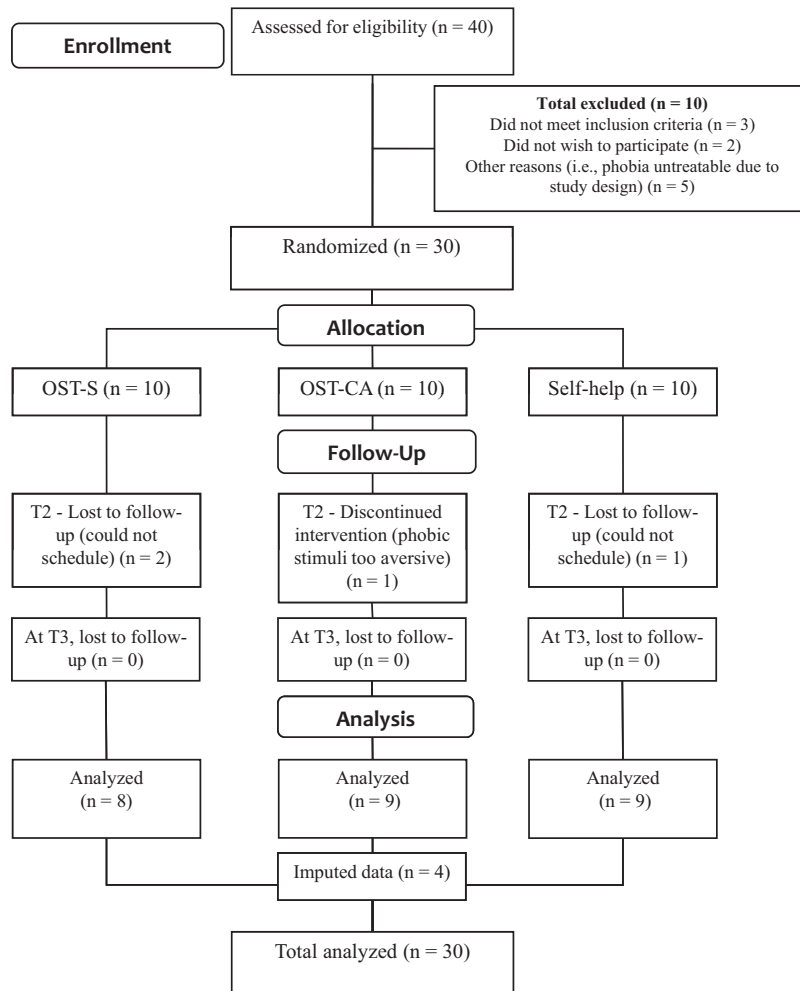 Enrollment
Assessed for eligibility (n = 40)
Total excluded (n = 10)
Did not meet inclusion criteria (n = 3)
Did not wish to participate (n = 2)
Other reasons (i.e., phobia untreatable due to
study design) (n = 5)
Randomized (n = 30)
Allocation
OST-S (n = 10)
OST-CA (n = 10)
Self-help (n = 10)
Follow-Up
T2 - Lost to follow-
up (could not
schedule) (n = 2)
T2 - Discontinued
intervention (phobic
stimuli too aversive)
(n = 1)
T2 - Lost to follow-
up (could not
schedule) (n = 1)
At T3, lost to follow-
up (n = 0)
At T3, lost to follow-
up (n = 0)
At T3, lost to follow-
up (n = 0)
Analysis
Analyzed
(n = 8)
Analyzed
(n = 9)
Analyzed
(n = 9)
Imputed data (n = 4)
Total analyzed (n = 30)